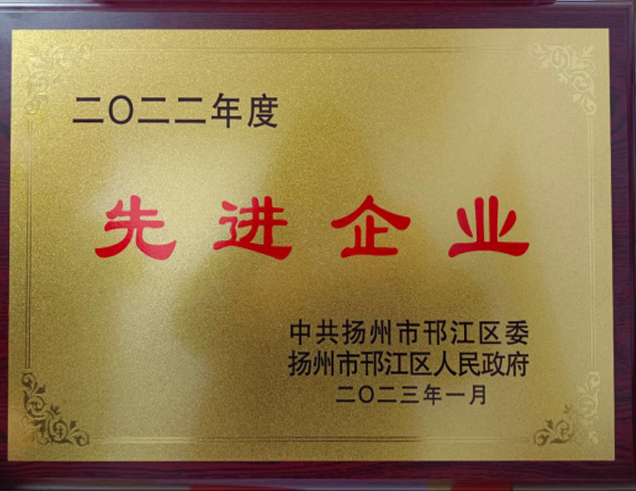 二〇二二年度
先进企业
中共扬州市邗江区委
扬州市邗江区人民政府
二〇二三年一月